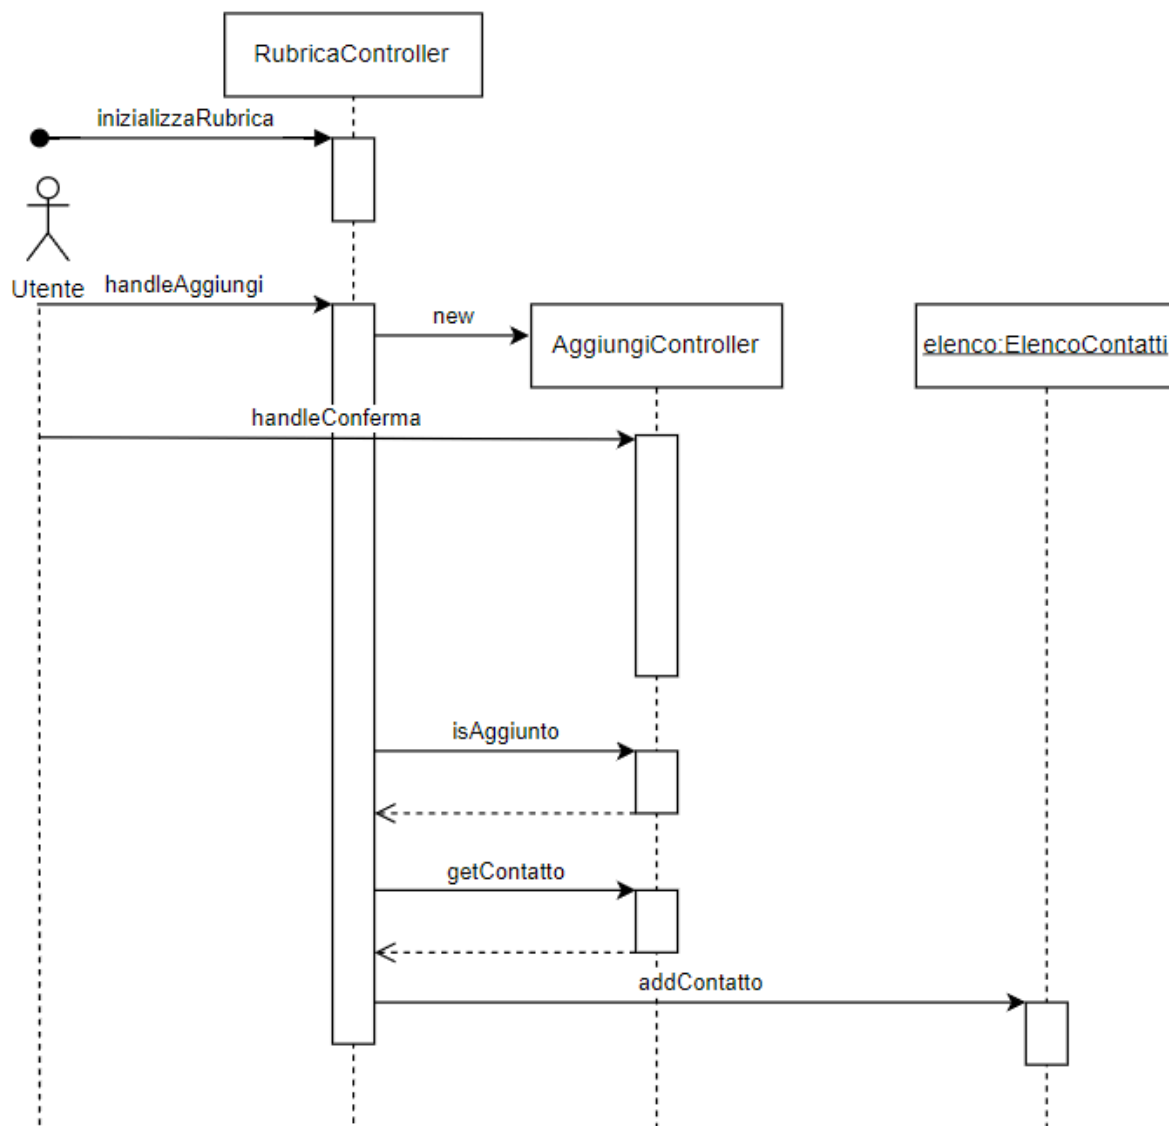 RubricaController
inizializzaRubrica
Utente
handleAggiungi
new
AggiungiController
elenco:ElencoContatti
handleConferma
isAggiunto
getContatto
addContatto